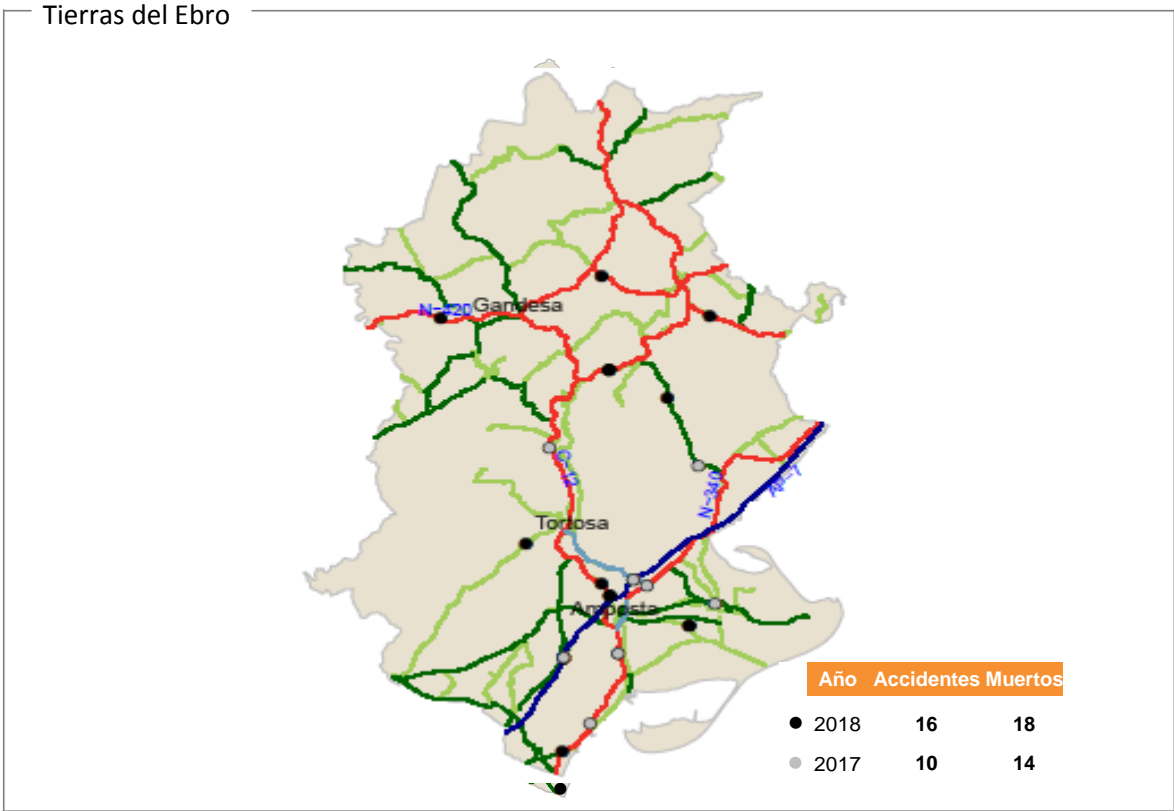 Tierras del Ebro
N-420
Gandesa
C-12
N-340
AP-7
Tortosa
Amposta
Año Accidentes Muertos
2018 16 18
2017 10 14